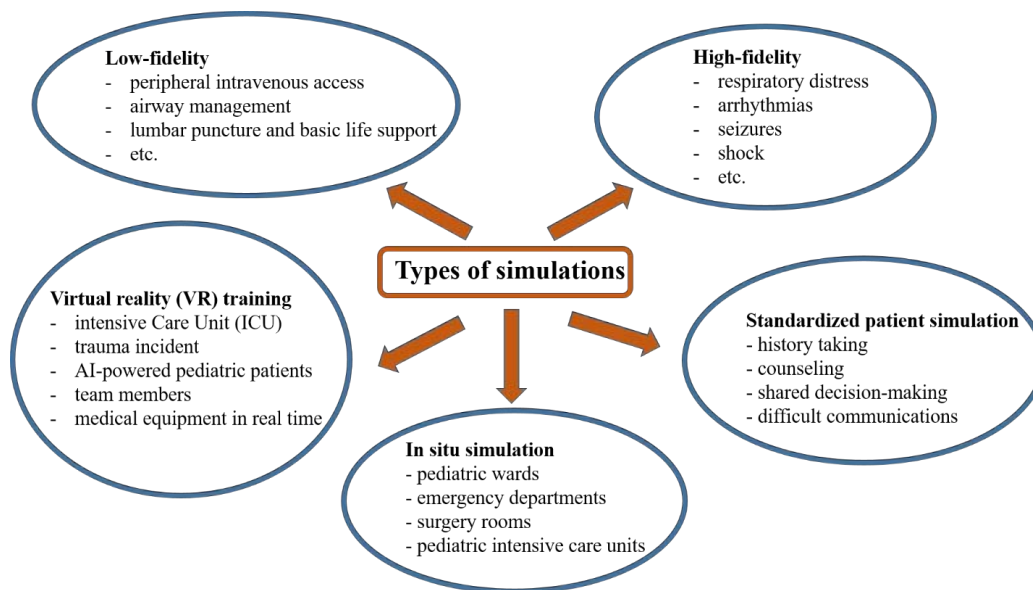 Low-fidelity
- peripheral intravenous access
- airway management
- lumbar puncture and basic life support
- etc.
High-fidelity
- respiratory distress
- arrhythmias
- seizures
- shock
- etc.
Types of simulations
Virtual reality (VR) training
- intensive Care Unit (ICU)
- trauma incident
- AI-powered pediatric patients
- team members
- medical equipment in real time
Standardized patient simulation
- history taking
- counseling
- shared decision-making
- difficult communications
In situ simulation
- pediatric wards
- emergency departments
- surgery rooms
- pediatric intensive care units